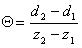 Θ = (d₂ − d₁) / (z₂ − z₁)